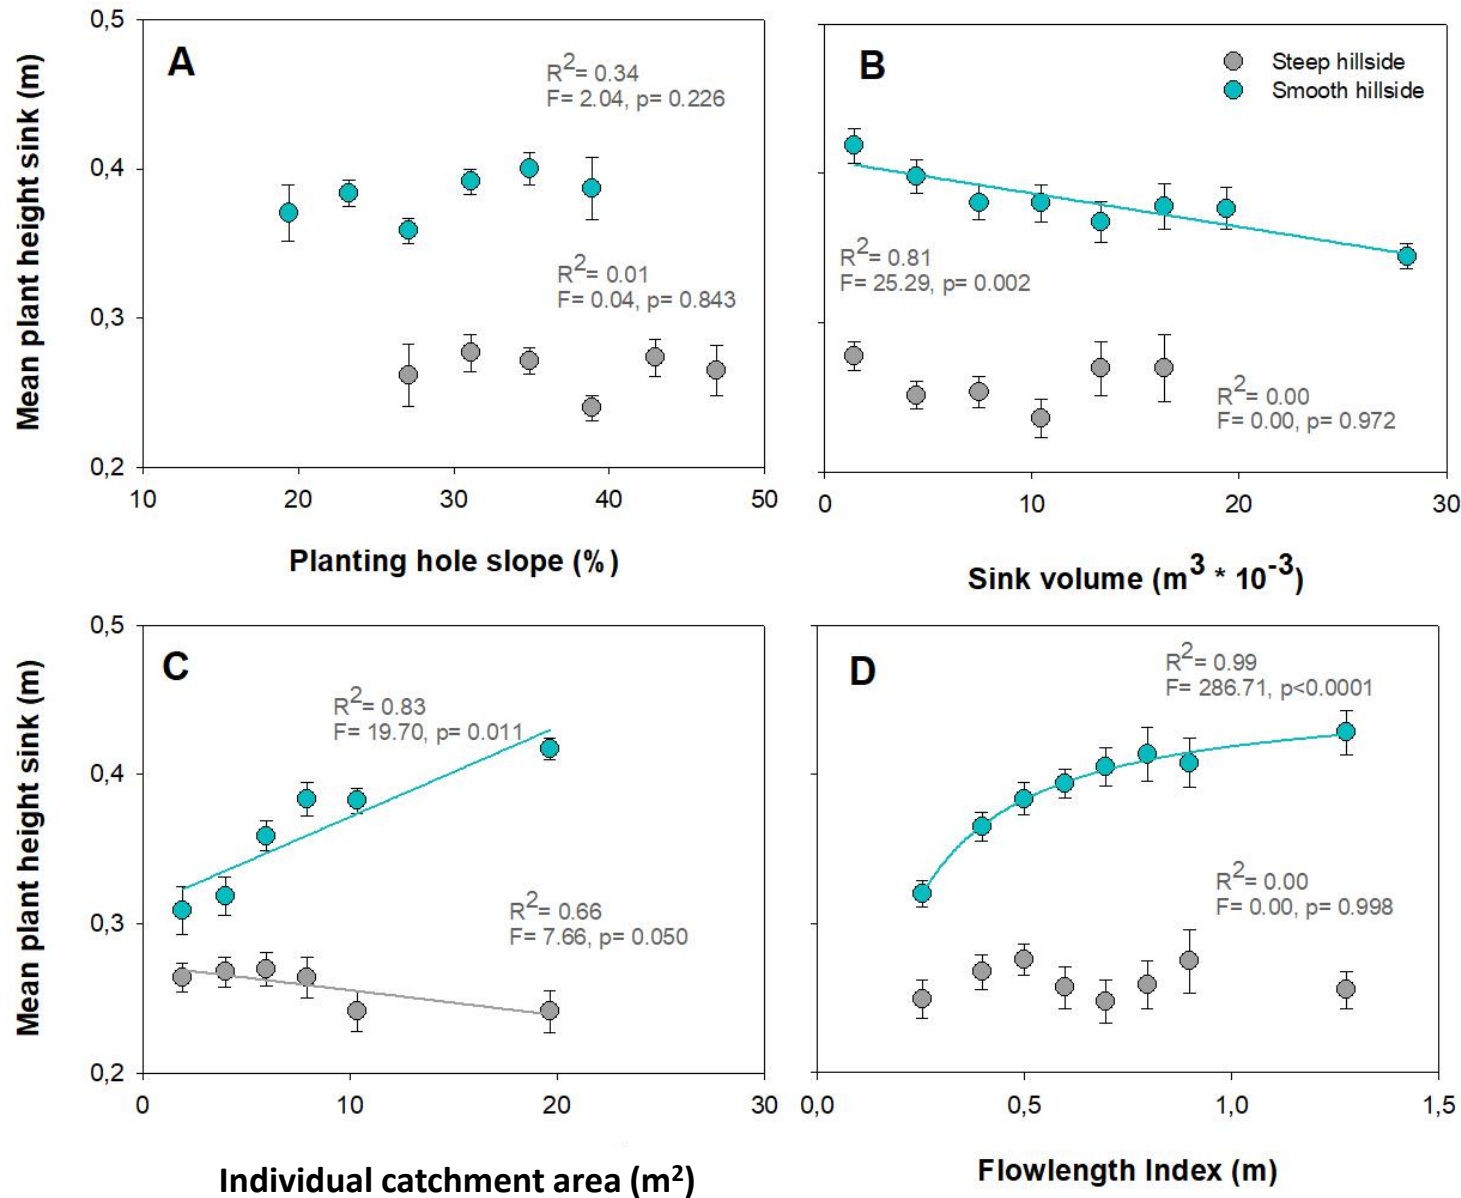 0,5
0,4
0,3
0,2
Mean plant height sink (m)
A
R²= 0.34
F= 2.04, p= 0.226
R²= 0.01
F= 0.04, p= 0.843
10 20 30 40 50
Planting hole slope (%)
B
Steep hillside
Smooth hillside
R²= 0.81
F= 25.29, p= 0.002
R²= 0.00
F= 0.00, p= 0.972
0 10 20 30
Sink volume (m³ * 10⁻³)
0,5
0,4
0,3
0,2
Mean plant height sink (m)
C
R²= 0.83
F= 19.70, p= 0.011
R²= 0.66
F= 7.66, p= 0.050
0 10 20 30
Individual catchment area (m²)
D
R²= 0.99
F= 286.71, p<0.0001
R²= 0.00
F= 0.00, p= 0.998
0,0 0,5 1,0 1,5
Flowlength Index (m)